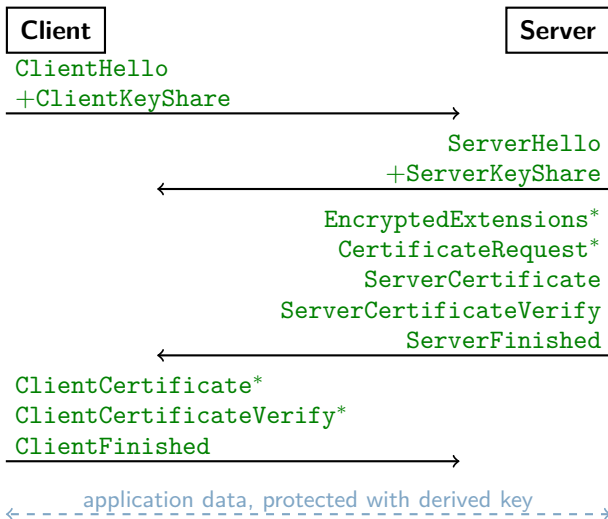 Client
Server
ClientHello
+ClientKeyShare
ServerHello
+ServerKeyShare
EncryptedExtensions*
CertificateRequest*
ServerCertificate
ServerCertificateVerify
ServerFinished
ClientCertificate*
ClientCertificateVerify*
ClientFinished
application data, protected with derived key